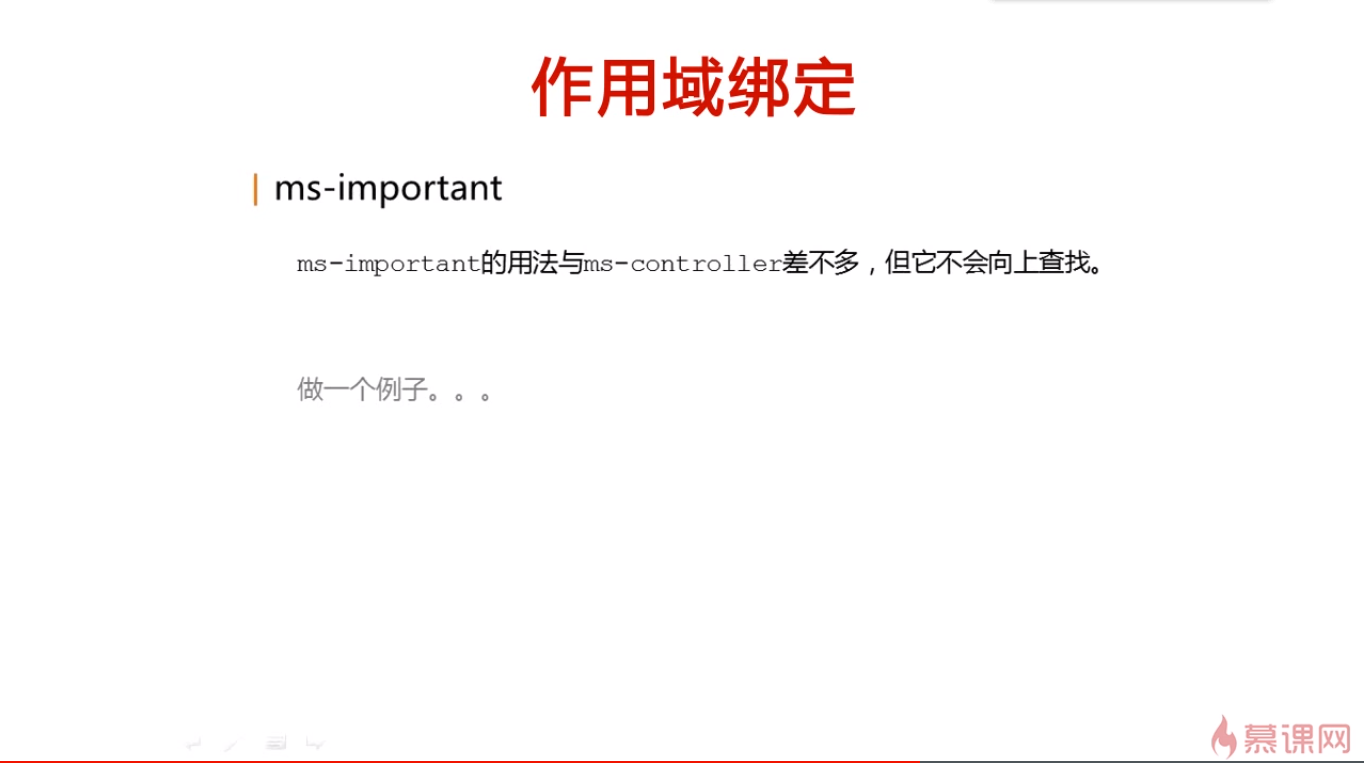 作用域绑定
ms-important
ms-important的用法与ms-controller差不多，但它不会向上查找。
做一个例子。。。
慕课网